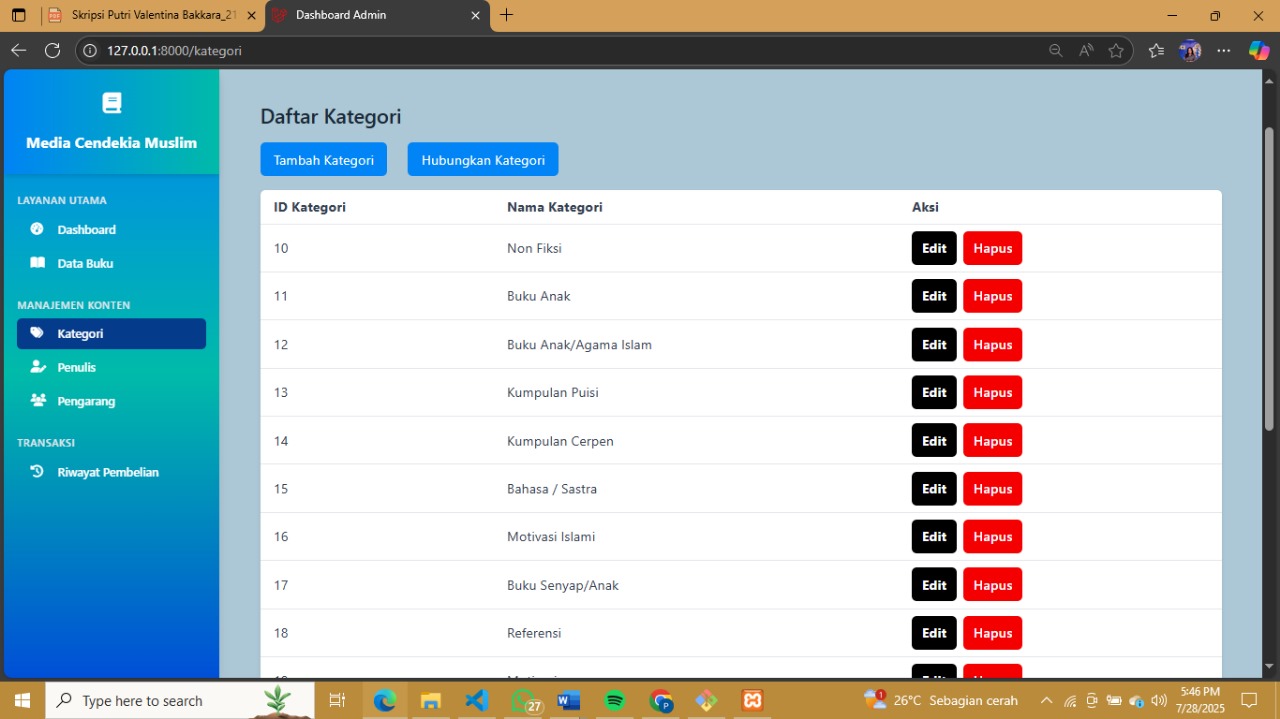 Skripsi Putri Valentina Bakkara_21
Dashboard Admin
127.0.0.1:8000/kategori
Media Cendekia Muslim
LAYANAN UTAMA
Dashboard
Data Buku
MANAJEMEN KONTEN
Kategori
Penulis
Pengarang
TRANSAKSI
Riwayat Pembelian
Daftar Kategori
Tambah Kategori Hubungkan Kategori
ID Kategori Nama Kategori Aksi
10 Non Fiksi Edit Hapus
11 Buku Anak Edit Hapus
12 Buku Anak/Agama Islam Edit Hapus
13 Kumpulan Puisi Edit Hapus
14 Kumpulan Cerpen Edit Hapus
15 Bahasa / Sastra Edit Hapus
16 Motivasi Islami Edit Hapus
17 Buku Senyap/Anak Edit Hapus
18 Referensi Edit Hapus
Type here to search
27
1
26°C Sebagian cerah
5:46 PM
7/28/2025